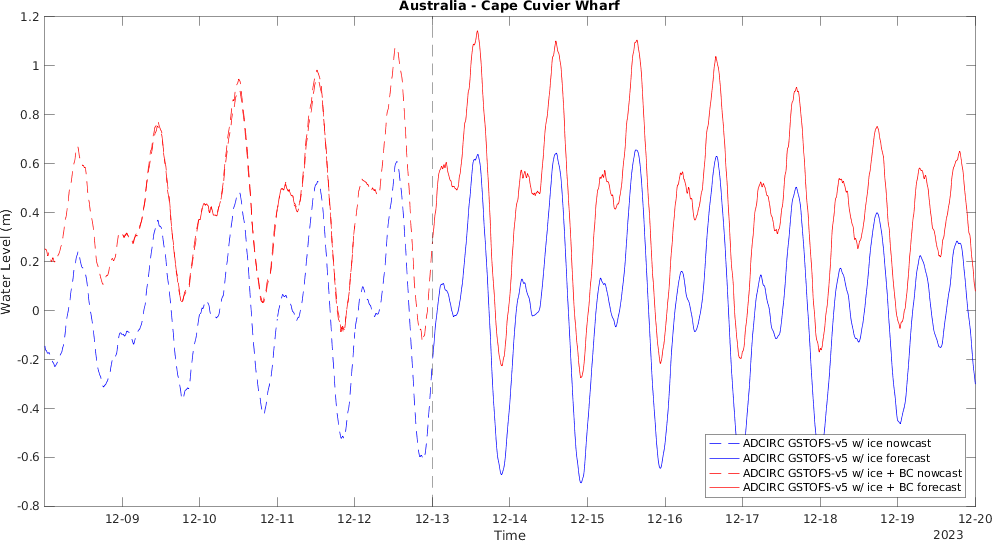 Australia - Cape Cuvier Wharf
1.2
1
0.8
0.6
0.4
0.2
0
-0.2
-0.4
-0.6
-0.8
Water Level (m)
ADCIRC GSTOFS-v5 w/ ice nowcast
ADCIRC GSTOFS-v5 w/ ice forecast
ADCIRC GSTOFS-v5 w/ ice + BC nowcast
ADCIRC GSTOFS-v5 w/ ice + BC forecast
12-09 12-10 12-11 12-12 12-13 12-14 12-15 12-16 12-17 12-18 12-19 12-20
Time
2023